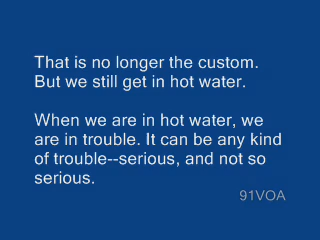 That is no longer the custom.
But we still get in hot water.
When we are in hot water, we
are in trouble. It can be any kind
of trouble--serious, and not so
serious.
91VOA